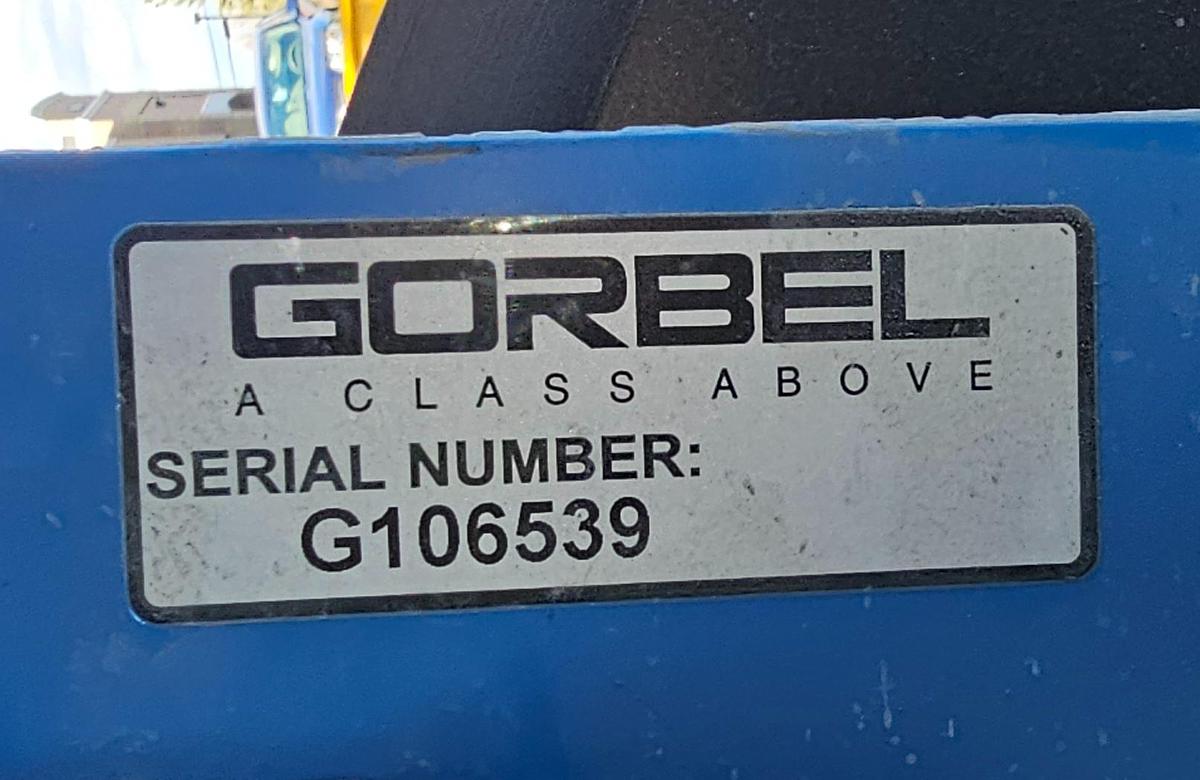 GORBEL
A CLASS ABOVE
SERIAL NUMBER:
G106539